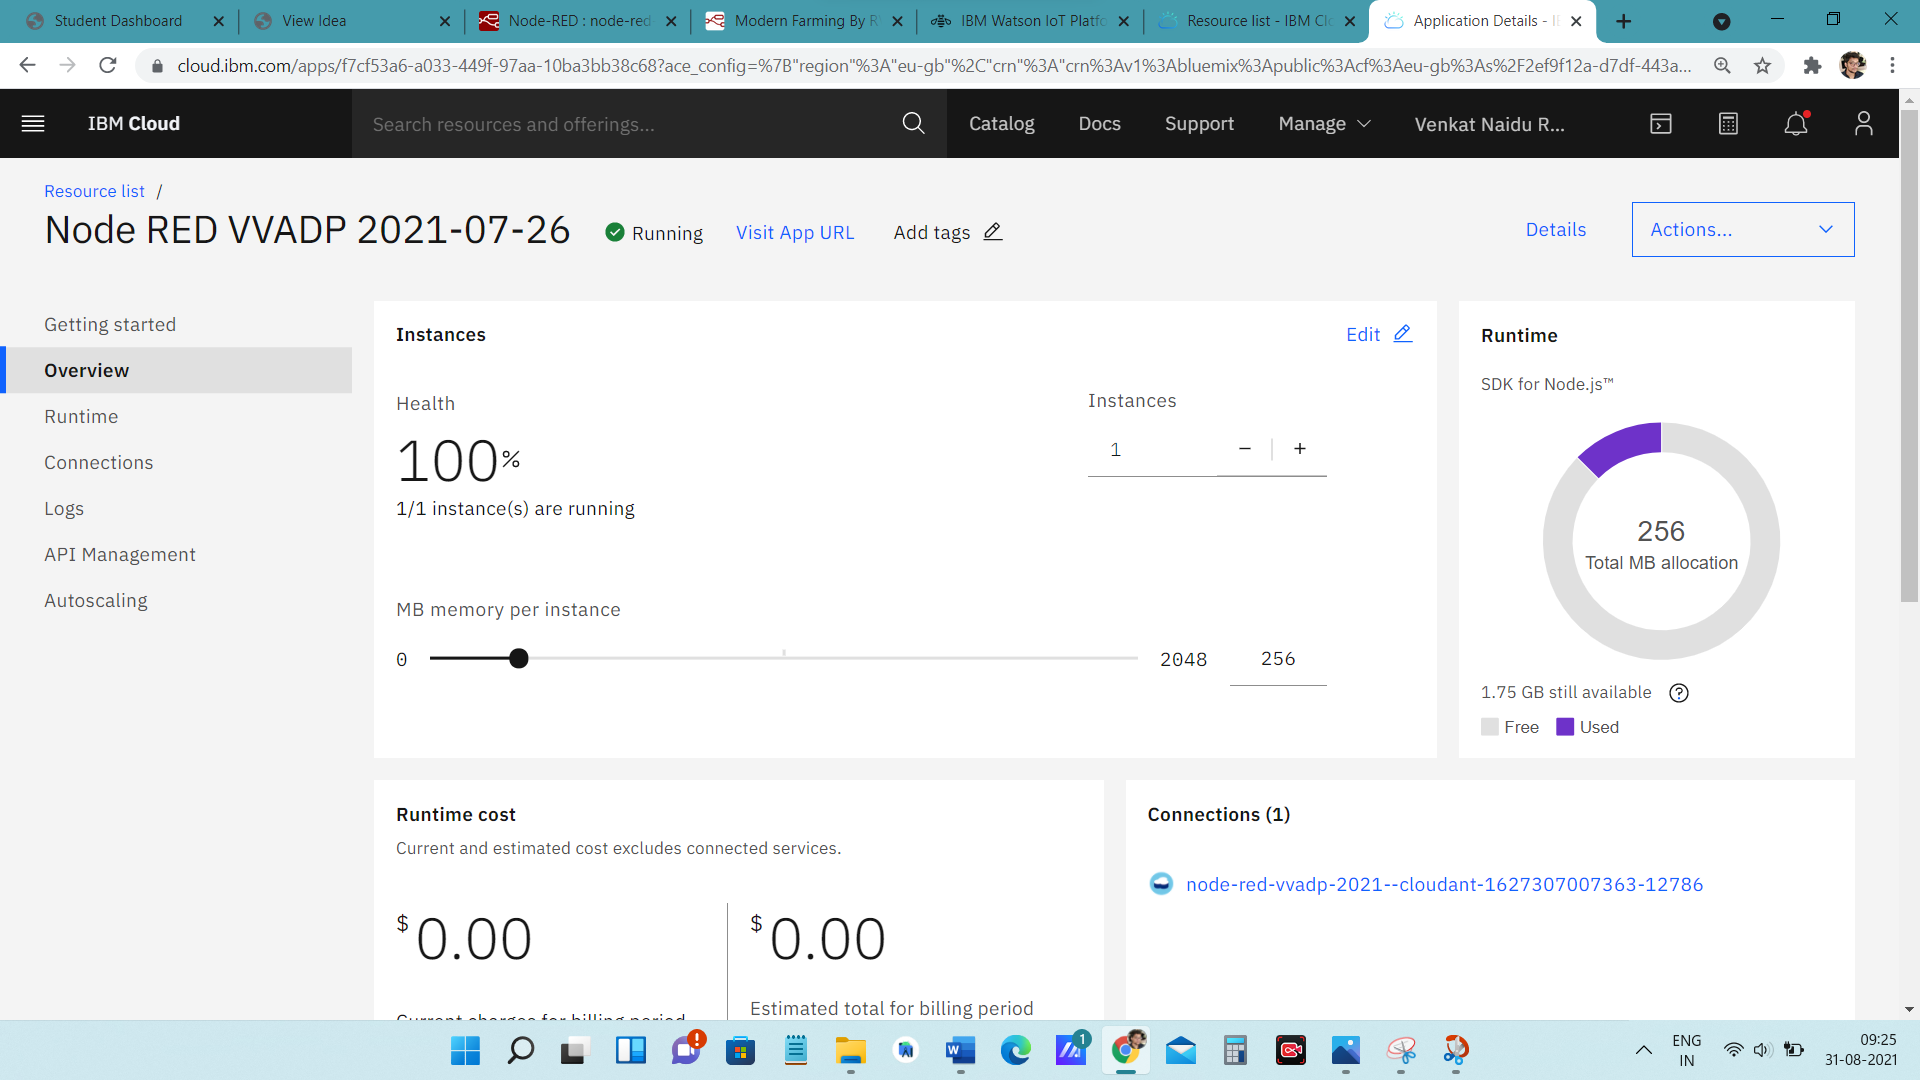 Student Dashboard
View Idea
Node-RED : node-red
Modern Farming By R
IBM Watson IoT Platfo
Resource list - IBM Clo
Application Details - I
cloud.ibm.com/apps/f7cf53a6-a033-449f-97aa-10ba3bb38c68?ace_config=%7B"region"%3A"eu-gb"%2C"crn"%3A"crn%3Av1%3Abluemix%3Apublic%3Acf%3Aeu-gb%3As%2F2ef9f12a-d7df-443a...
IBM Cloud
Search resources and offerings...
Catalog
Docs
Support
Manage
Venkat Naidu R...
Resource list /
Node RED VVADP 2021-07-26
Running
Visit App URL
Add tags
Details
Actions...
Getting started
Overview
Runtime
Connections
Logs
API Management
Autoscaling
Instances
Edit
Health
100%
1/1 instance(s) are running
Instances
1
MB memory per instance
0
2048
256
Runtime
SDK for Node.js™
256
Total MB allocation
1.75 GB still available
Free
Used
Runtime cost
Current and estimated cost excludes connected services.
$0.00
Current charges for billing period
$0.00
Estimated total for billing period
Connections (1)
node-red-vvadp-2021--cloudant-1627307007363-12786
1
ENG
IN
09:25
31-08-2021